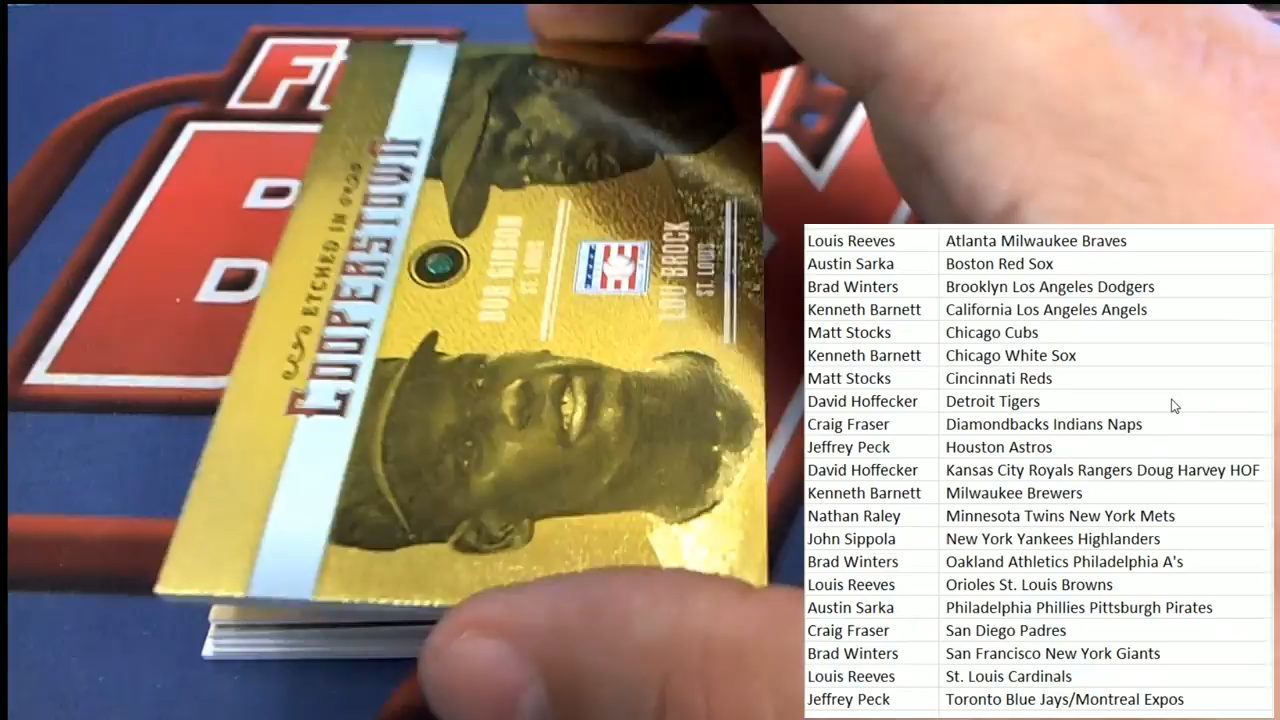 ETCHED IN
COOPERSTOWN
BOB GIBSON
ST. LOUIS
LOU BROCK
ST. LOUIS
Louis Reeves Atlanta Milwaukee Braves
Austin Sarka Boston Red Sox
Brad Winters Brooklyn Los Angeles Dodgers
Kenneth Barnett California Los Angeles Angels
Matt Stocks Chicago Cubs
Kenneth Barnett Chicago White Sox
Matt Stocks Cincinnati Reds
David Hoffecker Detroit Tigers
Craig Fraser Diamondbacks Indians Naps
Jeffrey Peck Houston Astros
David Hoffecker Kansas City Royals Rangers Doug Harvey HOF
Kenneth Barnett Milwaukee Brewers
Nathan Raley Minnesota Twins New York Mets
John Sippola New York Yankees Highlanders
Brad Winters Oakland Athletics Philadelphia A's
Louis Reeves Orioles St. Louis Browns
Austin Sarka Philadelphia Phillies Pittsburgh Pirates
Craig Fraser San Diego Padres
Brad Winters San Francisco New York Giants
Louis Reeves St. Louis Cardinals
Jeffrey Peck Toronto Blue Jays/Montreal Expos